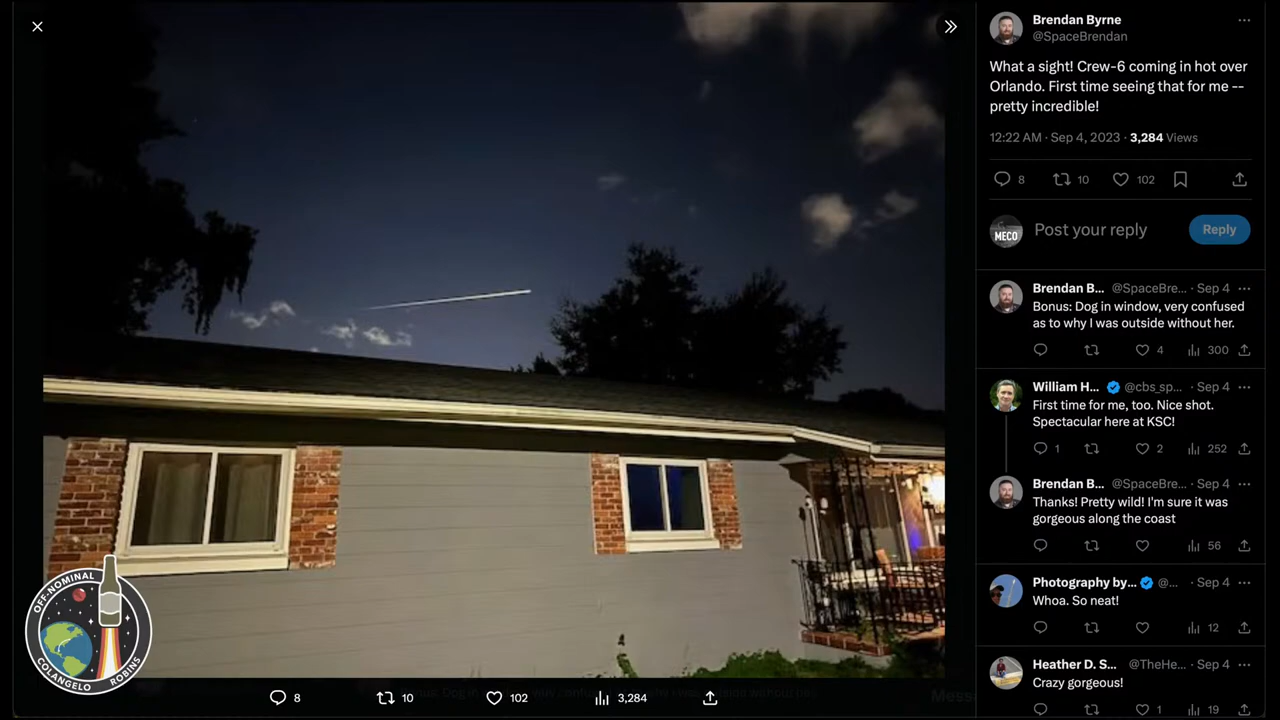 Brendan Byrne
@SpaceBrendan
What a sight! Crew-6 coming in hot over
Orlando. First time seeing that for me --
pretty incredible!
12:22 AM · Sep 4, 2023 · 3,284 Views
8
10
102
MECO
Post your reply
Reply
Brendan B... @SpaceBre... · Sep 4
Bonus: Dog in window, very confused
as to why I was outside without her.
4
300
William H... @cbs_sp... · Sep 4
First time for me, too. Nice shot.
Spectacular here at KSC!
1
2
252
Brendan B... @SpaceBre... · Sep 4
Thanks! Pretty wild! I'm sure it was
gorgeous along the coast
56
Photography by... @... · Sep 4
Whoa. So neat!
12
Heather D. S... @TheHe... · Sep 4
Crazy gorgeous!
1
19
8
10
102
3,284
OFF-NOMINAL
COLANGELO
ROBINS